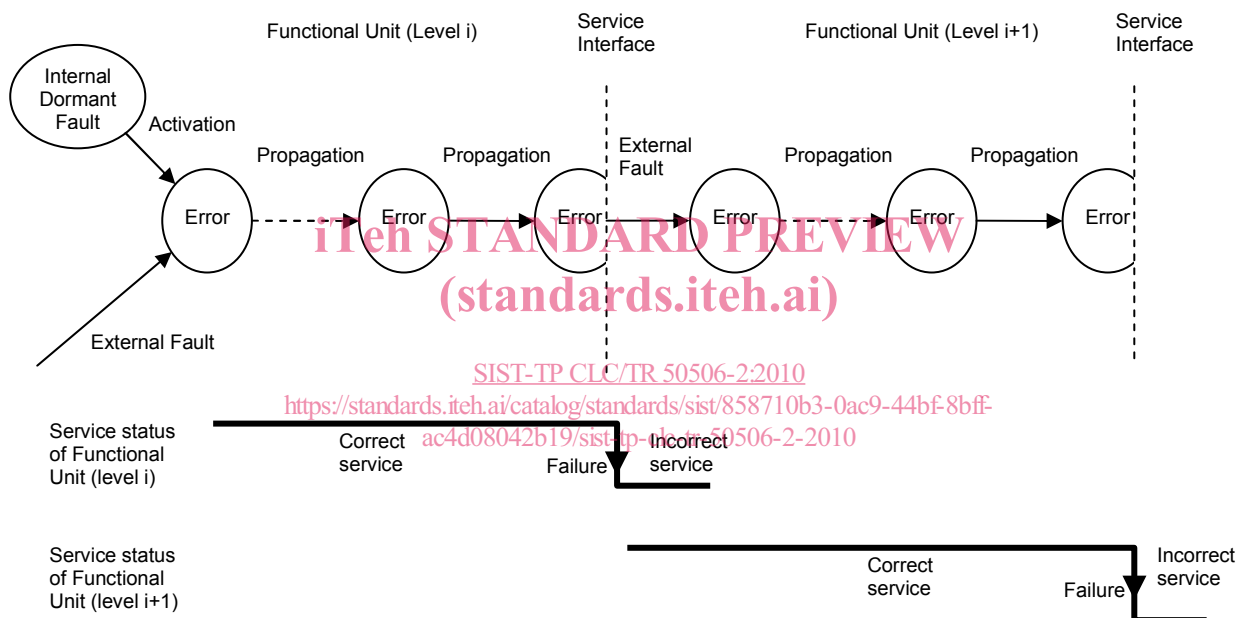 Functional Unit (Level i)
Service
Interface
Functional Unit (Level i+1)
Service
Interface
Internal
Dormant
Fault
Activation
Propagation
Propagation
External
Fault
Propagation
Propagation
Error
Error
Error
Error
Error
Error
iTeh STANDARD PREVIEW
(standards.iteh.ai)
External Fault
SIST-TP CLC/TR 50506-2:2010
https://standards.iteh.ai/catalog/standards/sist/858710b3-0ac9-44bf-8bff-
ac4d08042b19/sist-tp-clc-tr-50506-2-2010
Service status
of Functional
Unit (level i)
Correct
service
Failure
Incorrect
service
Service status
of Functional
Unit (level i+1)
Correct
service
Failure
Incorrect
service